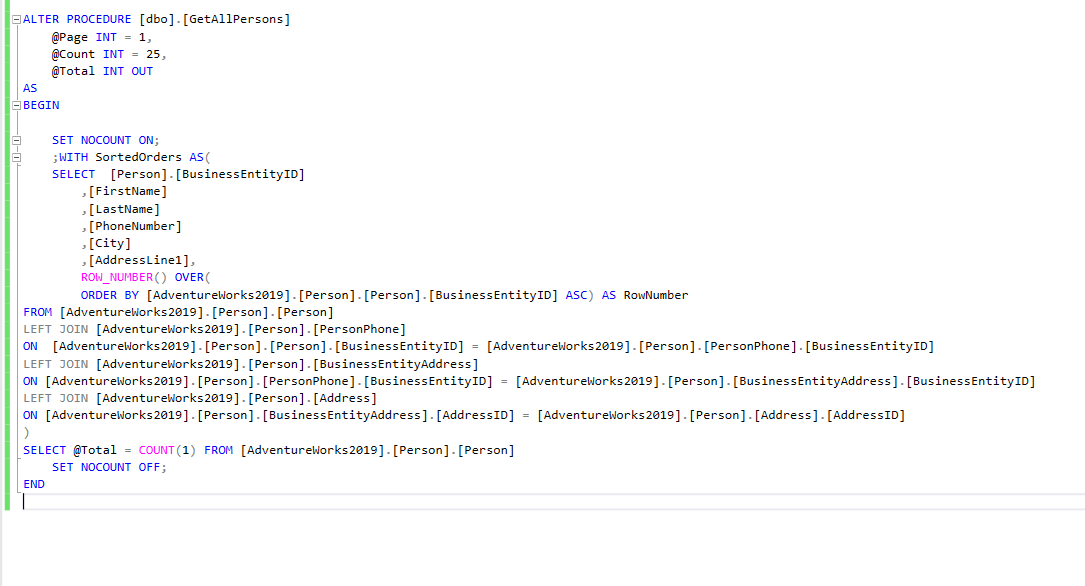 ALTER PROCEDURE [dbo].[GetAllPersons]
@Page INT = 1,
@Count INT = 25,
@Total INT OUT
AS
BEGIN
SET NOCOUNT ON;
;WITH SortedOrders AS(
SELECT  [Person].[BusinessEntityID]
,[FirstName]
,[LastName]
,[PhoneNumber]
,[City]
,[AddressLine1],
ROW_NUMBER() OVER(
ORDER BY [AdventureWorks2019].[Person].[Person].[BusinessEntityID] ASC) AS RowNumber
FROM [AdventureWorks2019].[Person].[Person]
LEFT JOIN [AdventureWorks2019].[Person].[PersonPhone]
ON  [AdventureWorks2019].[Person].[Person].[BusinessEntityID] = [AdventureWorks2019].[Person].[PersonPhone].[BusinessEntityID]
LEFT JOIN [AdventureWorks2019].[Person].[BusinessEntityAddress]
ON [AdventureWorks2019].[Person].[PersonPhone].[BusinessEntityID] = [AdventureWorks2019].[Person].[BusinessEntityAddress].[BusinessEntityID]
LEFT JOIN [AdventureWorks2019].[Person].[Address]
ON [AdventureWorks2019].[Person].[BusinessEntityAddress].[AddressID] = [AdventureWorks2019].[Person].[Address].[AddressID]
)
SELECT @Total = COUNT(1) FROM [AdventureWorks2019].[Person].[Person]
SET NOCOUNT OFF;
END